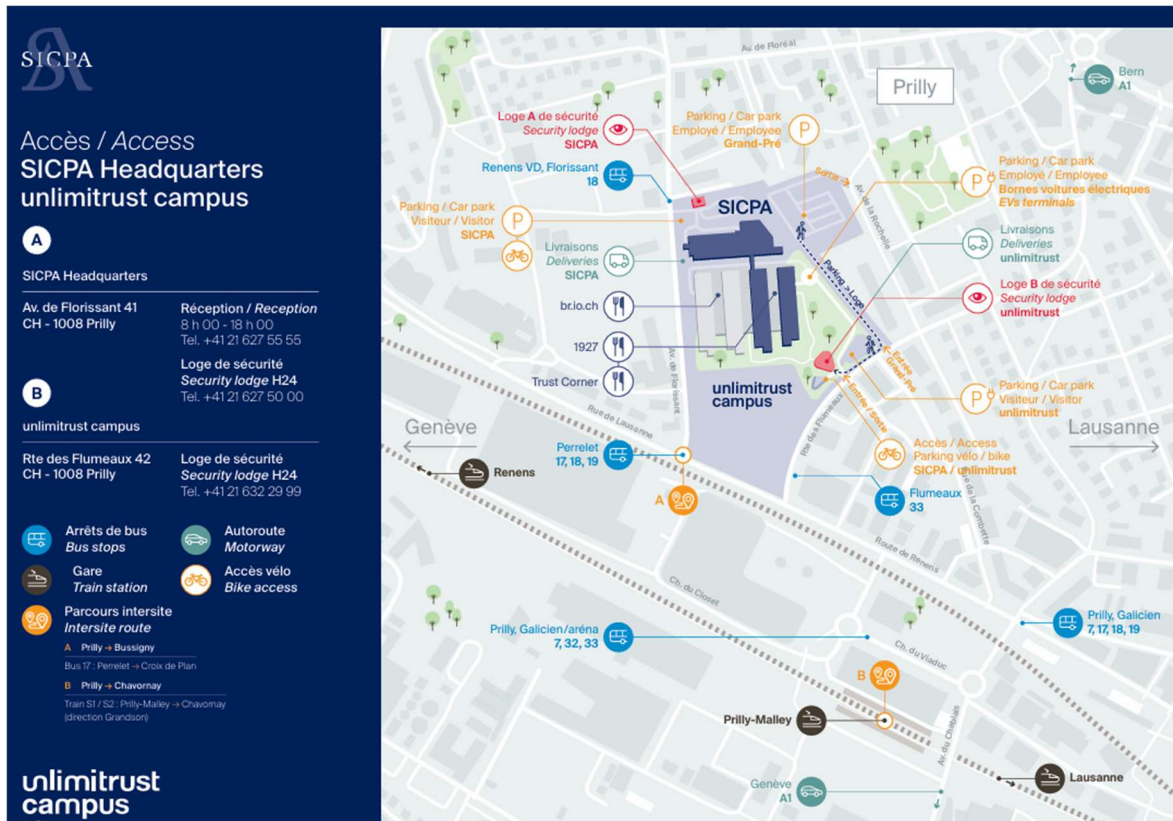 SICPA
Accès / Access
SICPA Headquarters
unlimitrust campus
A
SICPA Headquarters
Av. de Florissant 41
CH - 1008 Prilly
Réception / Reception
8 h 00 - 18 h 00
Tel. +41 21 627 55 55
Loge de sécurité
Security lodge H24
Tel. +41 21 627 50 00
B
unlimitrust campus
Rte des Flumeaux 42
CH - 1008 Prilly
Loge de sécurité
Security lodge H24
Tel. +41 21 632 29 99
Arrêts de bus
Bus stops
Autoroute
Motorway
Gare
Train station
Accès vélo
Bike access
Parcours intersite
Intersite route
A Prilly → Bussigny
Bus 17 : Perrelet → Croix de Plan
B Prilly → Chavornay
Train S1 / S2 : Prilly-Malley → Chavornay
(direction Grandson)
unlimitrust
campus
Av. de Floréal
Prilly
Bern
A1
Loge A de sécurité
Security lodge
SICPA
Parking / Car park
Employé / Employee
Grand-Pré
P
Renens VD, Florissant
18
Parking / Car park
Employé / Employee
Bornes voitures électriques
EVs terminals
P
Sortie →
Av. de la Rochelle
SICPA
Parking / Car park
Visiteur / Visitor
SICPA
P
Livraisons
Deliveries
SICPA
Livraisons
Deliveries
unlimitrust
Parking > Loge
Loge B de sécurité
Security lodge
unlimitrust
br.io.ch
1927
Trust Corner
Av. de Florissant
unlimitrust
campus
Entrée
Grand-Pré
Entrée / Sortie
Parking / Car park
Visiteur / Visitor
unlimitrust
P
Rte des Flumeaux
Rue de Lausanne
Genève
Lausanne
Accès / Access
Parking vélo / bike
SICPA / unlimitrust
Perrelet
17, 18, 19
Renens
A
Flumeaux
33
de la Combette
Route de Renens
Ch. du Closet
Prilly, Galicien/aréna
7, 32, 33
Prilly, Galicien
7, 17, 18, 19
Ch. du Viaduc
B
Prilly-Malley
Av. du Chablais
Genève
A1
Lausanne